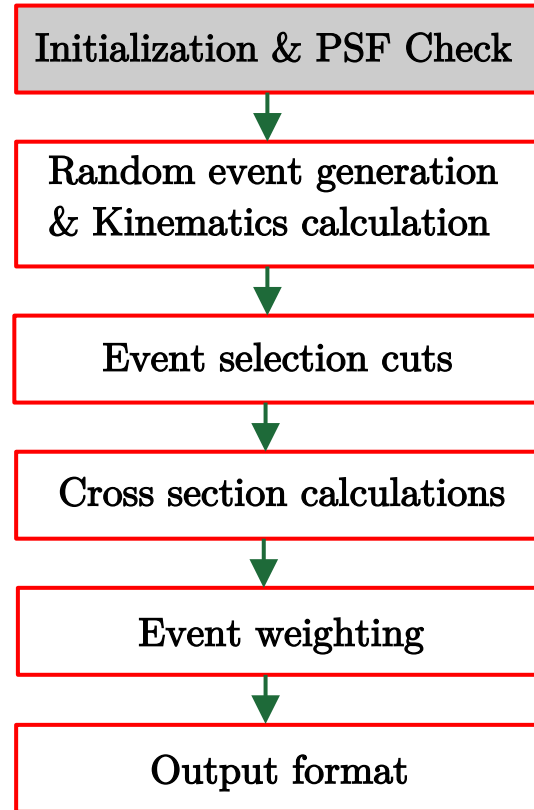 Initialization & PSF Check
Random event generation
& Kinematics calculation
Event selection cuts
Cross section calculations
Event weighting
Output format